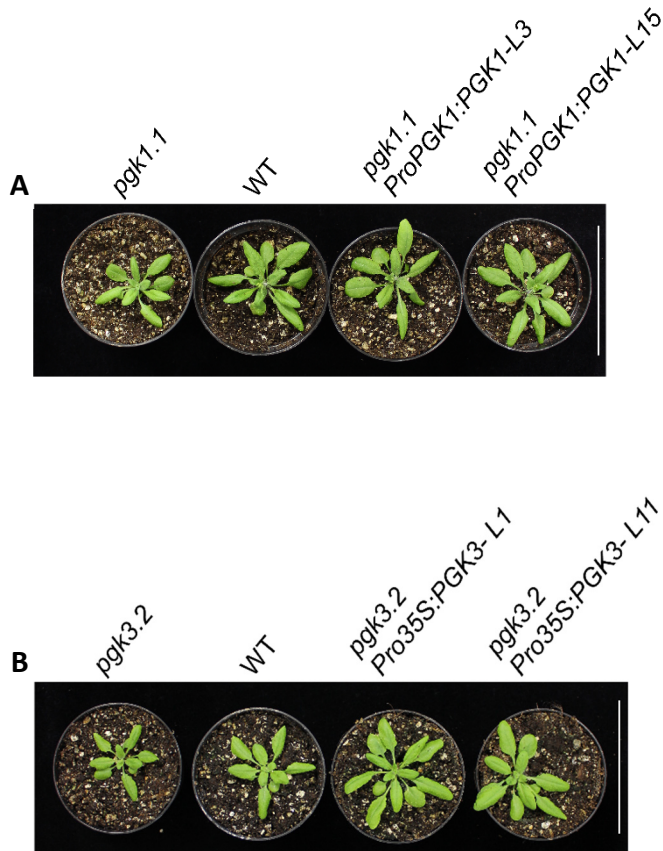 A
pgk1.1
WT
pgk1.1
ProPGK1:PGK1-L3
pgk1.1
ProPGK1:PGK1-L15
B
pgk3.2
WT
pgk3.2
Pro35S:PGK3- L1
pgk3.2
Pro35S:PGK3- L11